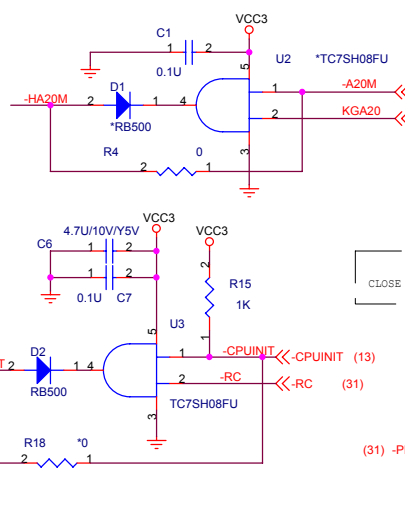 VCC3
C1
1 2
0.1U
5
U2 *TC7SH08FU
D1
-HA20M 2 1 4
*RB500
1 -A20M
2 KGA20
3
R4 0
2 1
VCC3 VCC3
4.7U/10V/Y5V
C6 1 2
1 2
0.1U C7
2
R15
1K
1
5
U3
D2
2 1 4
RB500
1 -CPUINIT -CPUINIT (13)
2 -RC -RC (31)
TC7SH08FU
3
CLOSE
R18 *0
2 1
(31)